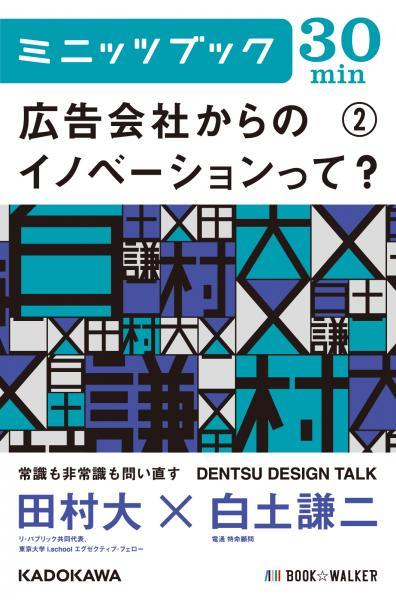 ミニッツブック
30
min
広告会社からの ②
イノベーションって?
常識も非常識も問い直す DENTSU DESIGN TALK
田村大×白土謙二
リ・パブリック共同代表、
東京大学 i.school エグゼクティブ・フェロー
電通 特命顧問
KADOKAWA
BOOK☆WALKER